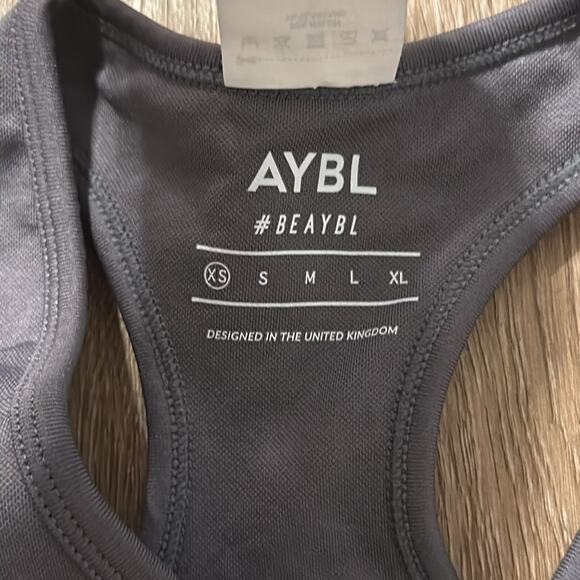 AYBL
#BEAYBL
XS S M L XL
DESIGNED IN THE UNITED KINGDOM